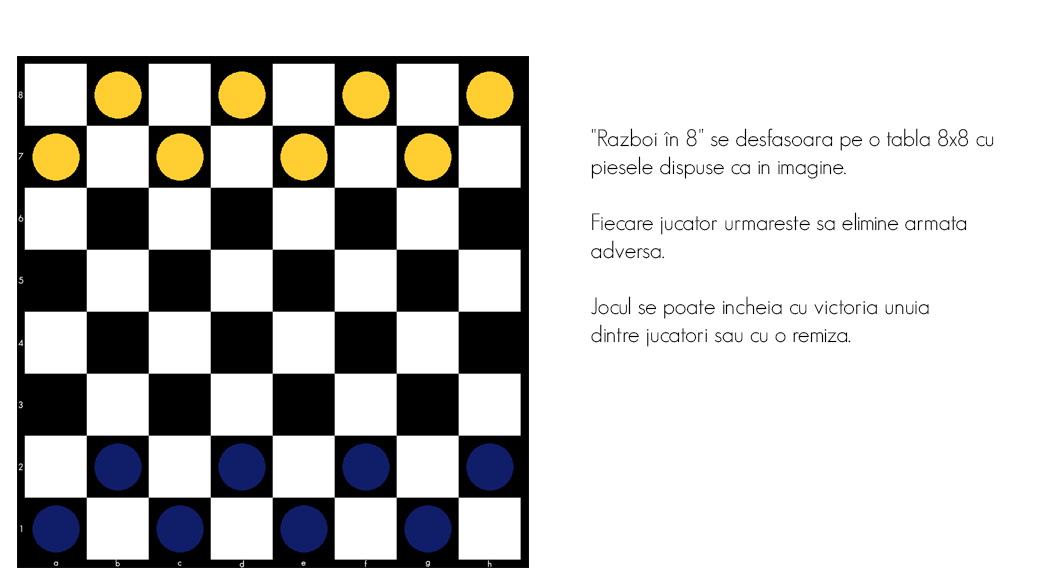 8
7
6
5
4
3
2
1
a b c d e f g h
"Razboi în 8" se desfasoara pe o tabla 8x8 cu
piesele dispuse ca in imagine.
Fiecare jucator urmareste sa elimine armata
adversa.
Jocul se poate incheia cu victoria unuia
dintre jucatori sau cu o remiza.